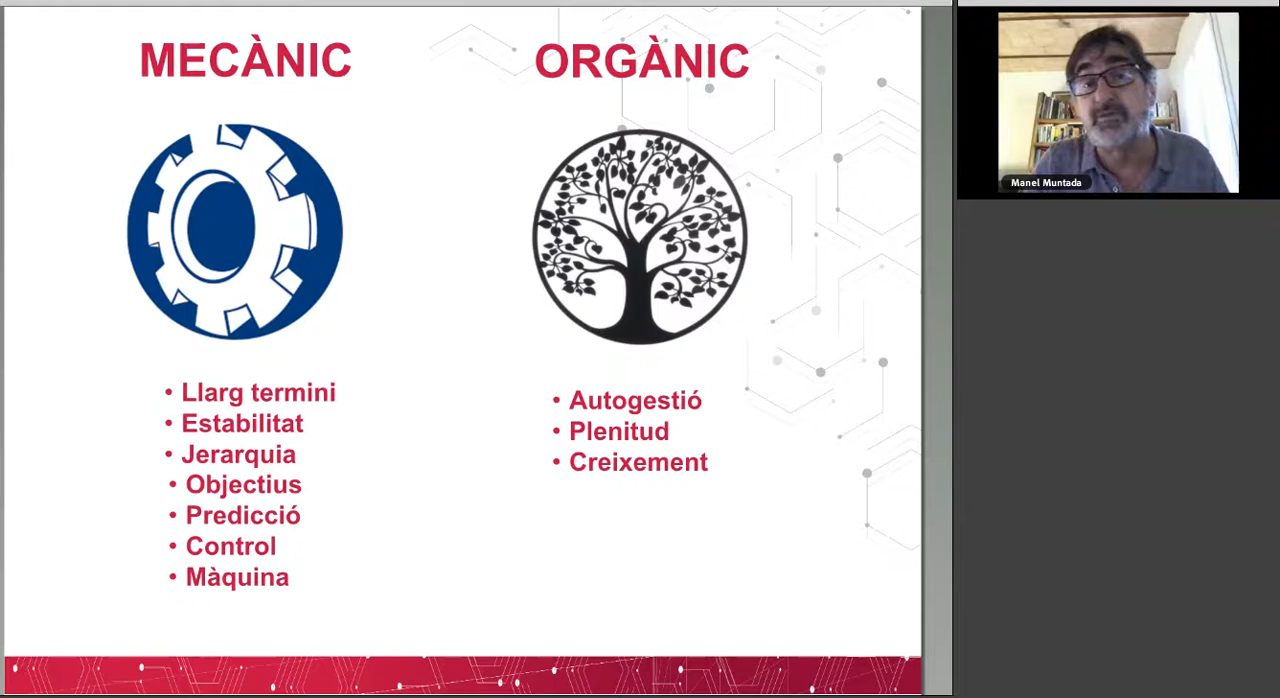 MECÀNIC
• Llarg termini
• Estabilitat
• Jerarquia
• Objectius
• Predicció
• Control
• Màquina
ORGÀNIC
• Autogestió
• Plenitud
• Creixement
Manel Muntada